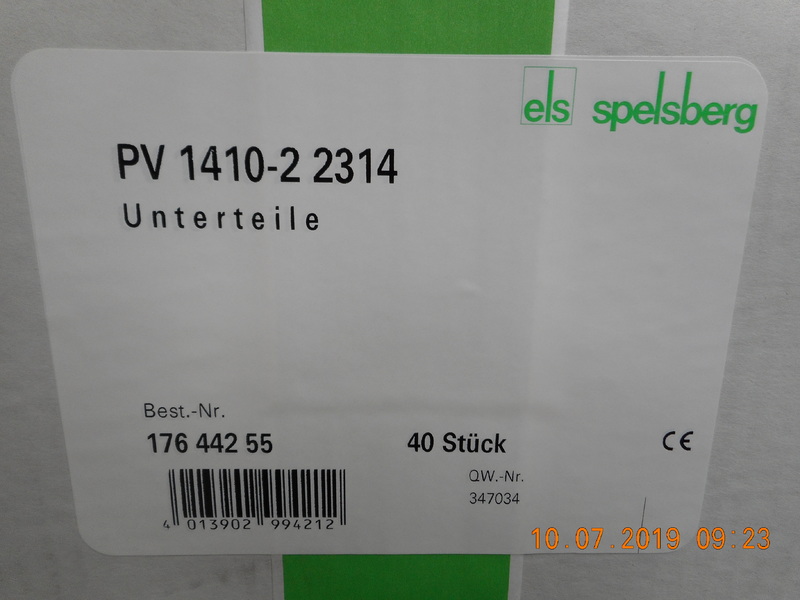 els spelsberg
PV 1410-2 2314
Unterteile
Best.-Nr.
176 442 55
40 Stück
CE
QW.-Nr.
347034
4 013902 994212
10.07.2019 09:23